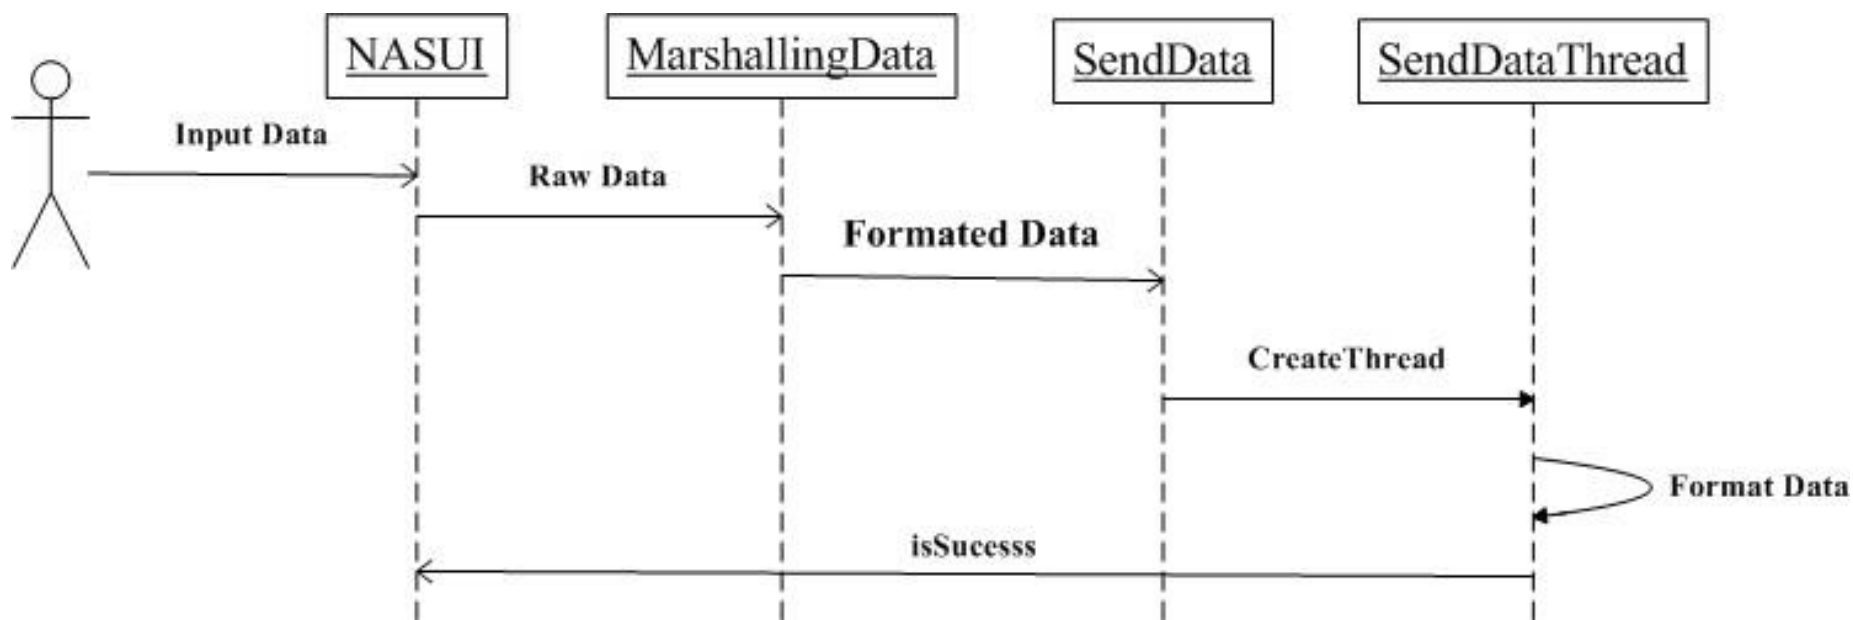 NASUI
MarshallingData
SendData
SendDataThread
Input Data
Raw Data
Formated Data
CreateThread
Format Data
isSucesss